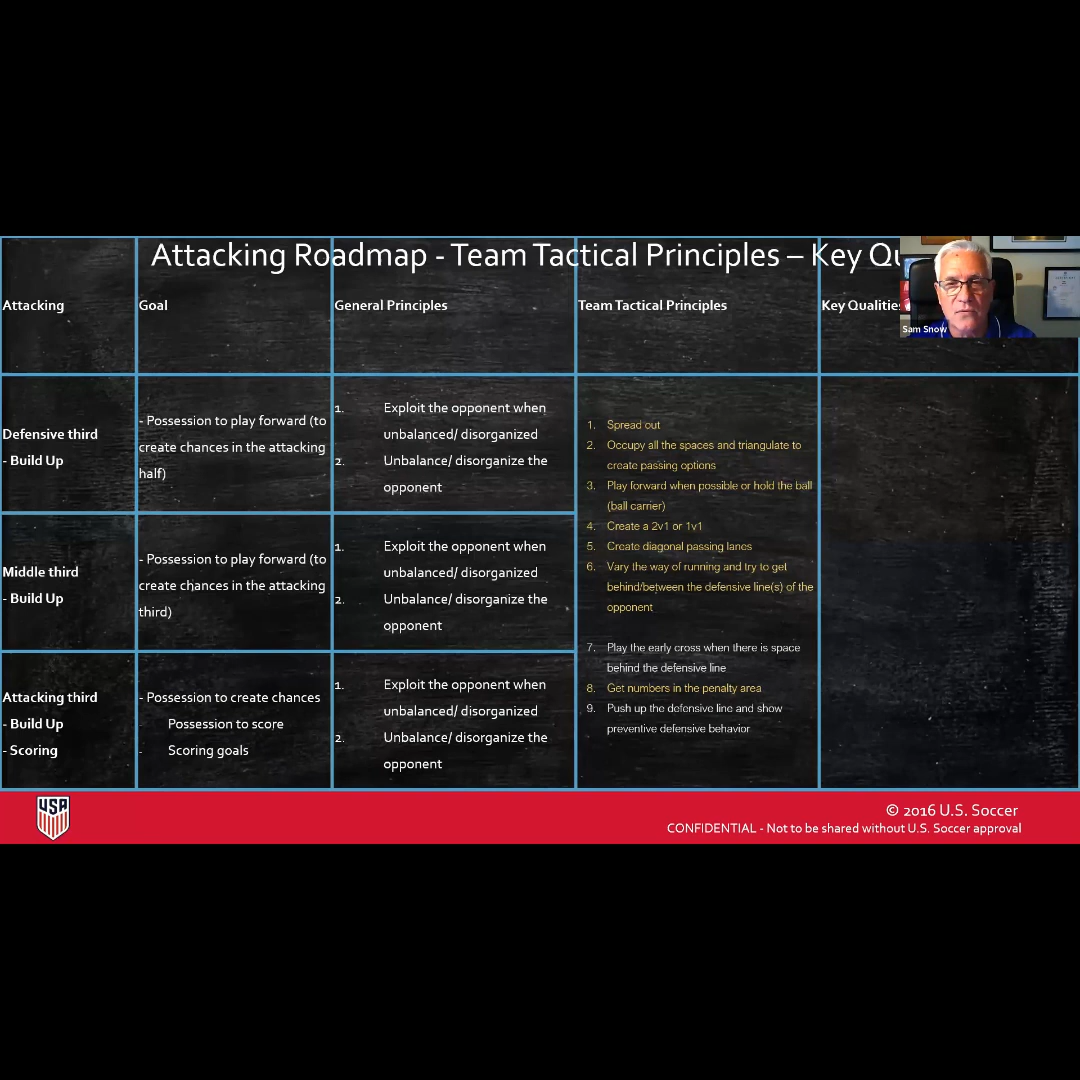 Attacking Roadmap - Team Tactical Principles – Key Qu
Attacking
Goal
General Principles
Team Tactical Principles
Key Qualities
Sam Snow
Defensive third
- Build Up
- Possession to play forward (to
create chances in the attacking
half)
1. Exploit the opponent when
unbalanced/ disorganized
2. Unbalance/ disorganize the
opponent
Middle third
- Build Up
- Possession to play forward (to
create chances in the attacking
third)
1. Exploit the opponent when
unbalanced/ disorganized
2. Unbalance/ disorganize the
opponent
Attacking third
- Build Up
- Scoring
- Possession to create chances
- Possession to score
- Scoring goals
1. Exploit the opponent when
unbalanced/ disorganized
2. Unbalance/ disorganize the
opponent
1. Spread out
2. Occupy all the spaces and triangulate to
create passing options
3. Play forward when possible or hold the ball
(ball carrier)
4. Create a 2v1 or 1v1
5. Create diagonal passing lanes
6. Vary the way of running and try to get
behind/between the defensive line(s) of the
opponent
7. Play the early cross when there is space
behind the defensive line
8. Get numbers in the penalty area
9. Push up the defensive line and show
preventive defensive behavior
USA
© 2016 U.S. Soccer
CONFIDENTIAL - Not to be shared without U.S. Soccer approval